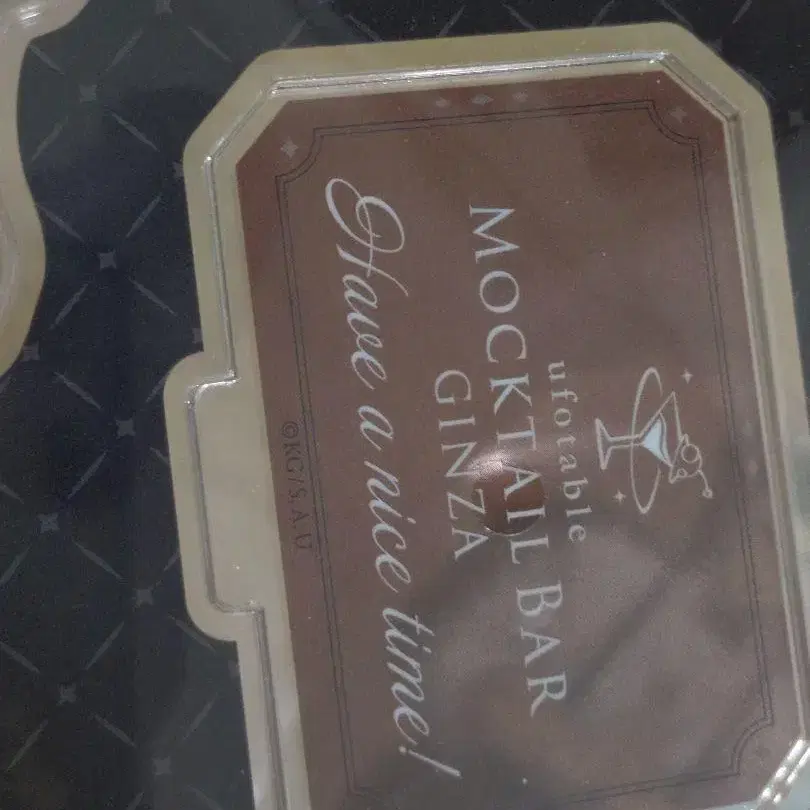 ufotable
MOCKTAIL BAR
GINZA
Have a nice time!
©KG/S,A,U